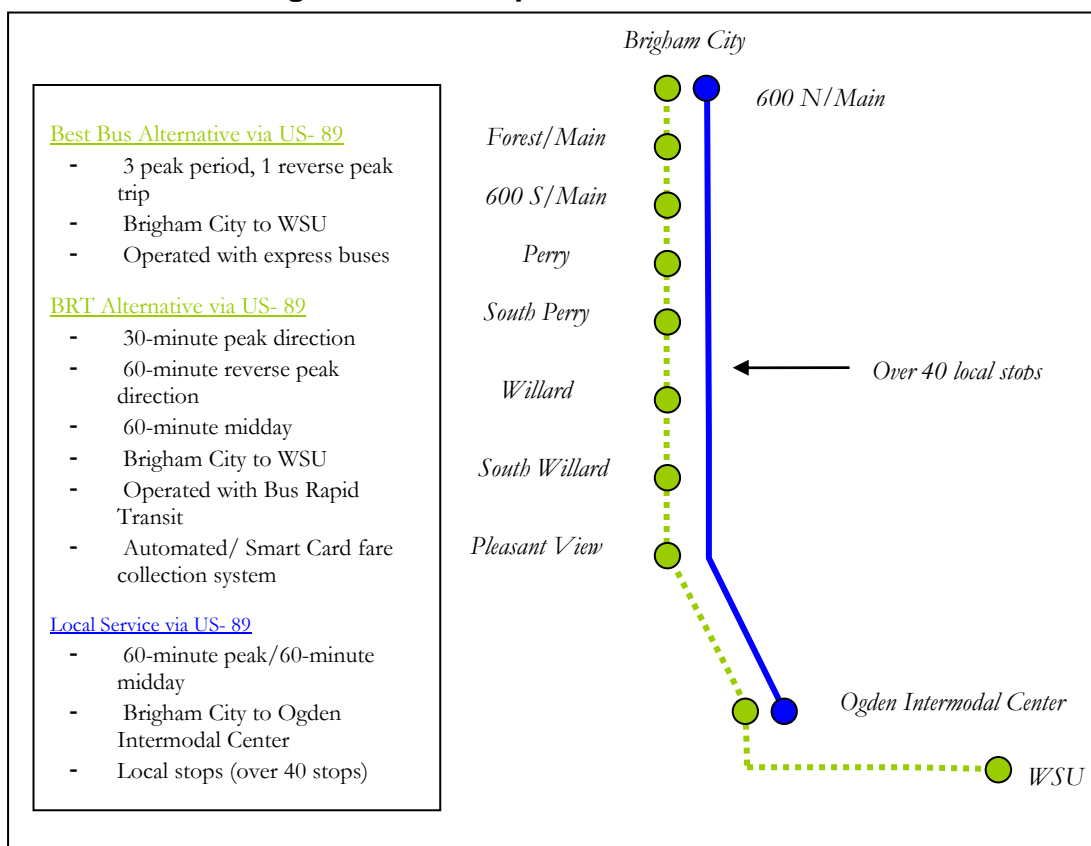 Best Bus Alternative via US- 89
- 3 peak period, 1 reverse peak
trip
- Brigham City to WSU
- Operated with express buses
BRT Alternative via US- 89
- 30-minute peak direction
- 60-minute reverse peak
direction
- 60-minute midday
- Brigham City to WSU
- Operated with Bus Rapid
Transit
- Automated/ Smart Card fare
collection system
Local Service via US- 89
- 60-minute peak/60-minute
midday
- Brigham City to Ogden
Intermodal Center
- Local stops (over 40 stops)
Brigham City
600 N/Main
Forest/Main
600 S/Main
Perry
South Perry
Over 40 local stops
Willard
South Willard
Pleasant View
Ogden Intermodal Center
WSU